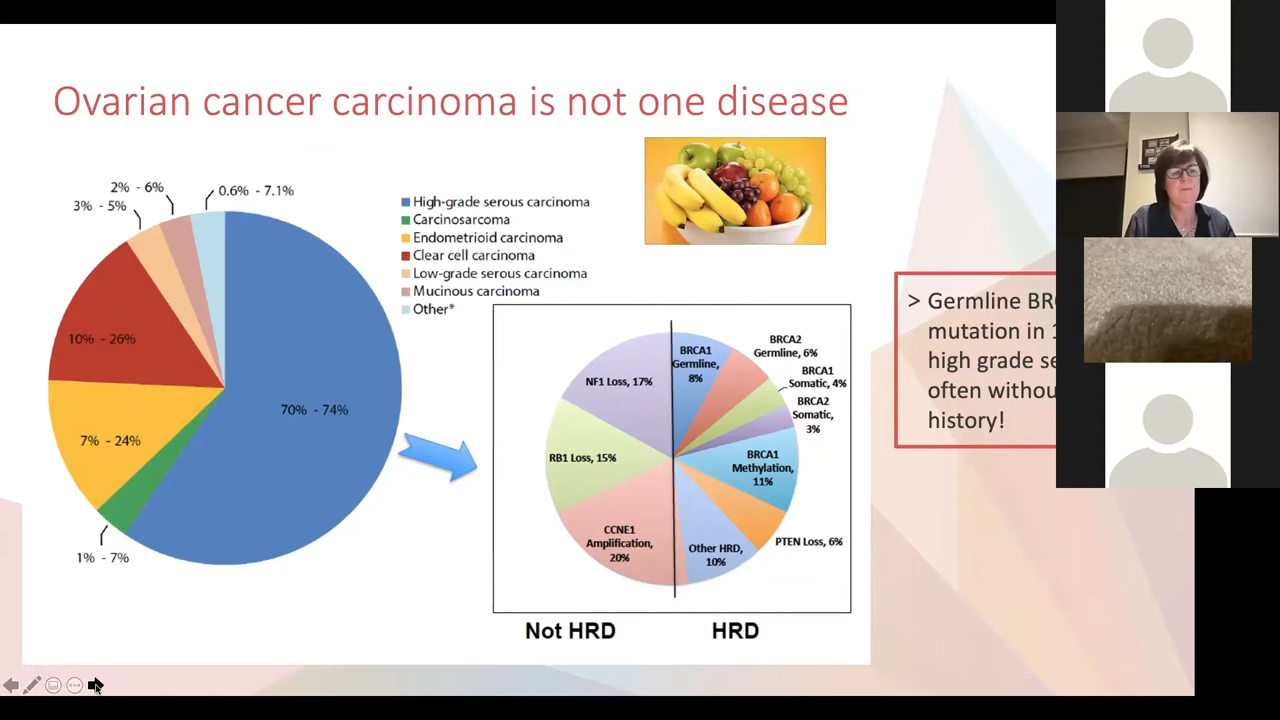 Ovarian cancer carcinoma is not one disease
2% - 6%
0.6% - 7.1%
3% - 5%
10% - 26%
70% - 74%
7% - 24%
1% - 7%
High-grade serous carcinoma
Carcinosarcoma
Endometrioid carcinoma
Clear cell carcinoma
Low-grade serous carcinoma
Mucinous carcinoma
Other*
BRCA1
Germline,
8%
BRCA2
Germline, 6%
BRCA1
Somatic, 4%
BRCA2
Somatic,
3%
BRCA1
Methylation,
11%
PTEN Loss, 6%
Other HRD,
10%
CCNE1
Amplification,
20%
RB1 Loss, 15%
NF1 Loss, 17%
Not HRD
HRD
> Germline
mutation in
high grade
often
history!